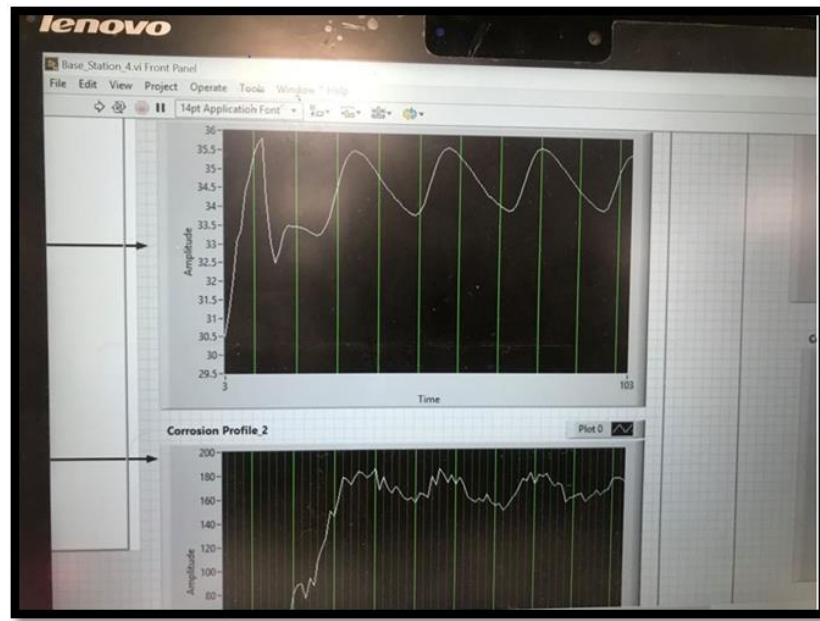 lenovo
Base_Station_4.vi Front Panel
File Edit View Project Operate Tools Window Help
14pt Application Font
36
35.5
35
34.5
34
33.5
33
32.5
32
31.5
31
30.5
30
29.5
Amplitude
3
103
Time
Corrosion Profile_2
Plot 0
200
180
160
140
120
100
80
Amplitude
C